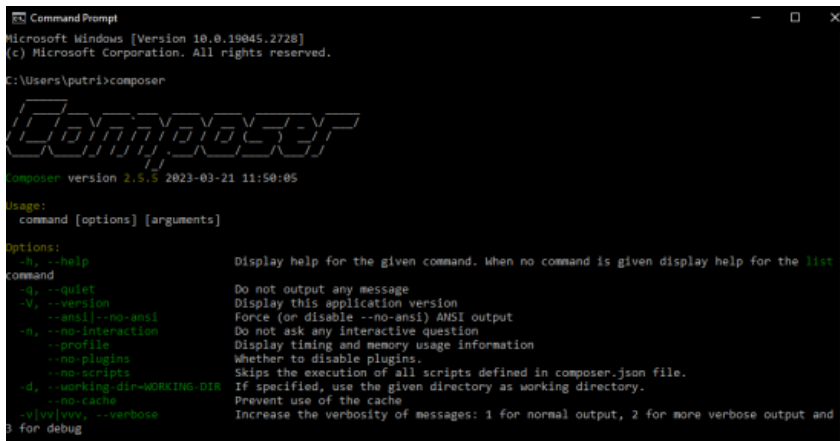 Command Prompt
Microsoft Windows [Version 10.0.19045.2728]
(c) Microsoft Corporation. All rights reserved.
C:\Users\putri>composer
Composer
Composer version 2.5.5 2023-03-21 11:50:05
Usage:
command [options] [arguments]
Options:
-h, --help Display help for the given command. When no command is given display help for the list
command
-q, --quiet Do not output any message
-V, --version Display this application version
--ansi|--no-ansi Force (or disable --no-ansi) ANSI output
-n, --no-interaction Do not ask any interactive question
--profile Display timing and memory usage information
--no-plugins Whether to disable plugins.
--no-scripts Skips the execution of all scripts defined in composer.json file.
-d, --working-dir=WORKING-DIR If specified, use the given directory as working directory.
--no-cache Prevent use of the cache
-v|vv|vvv, --verbose Increase the verbosity of messages: 1 for normal output, 2 for more verbose output and
3 for debug